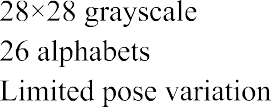 28×28 grayscale
26 alphabets
Limited pose variation